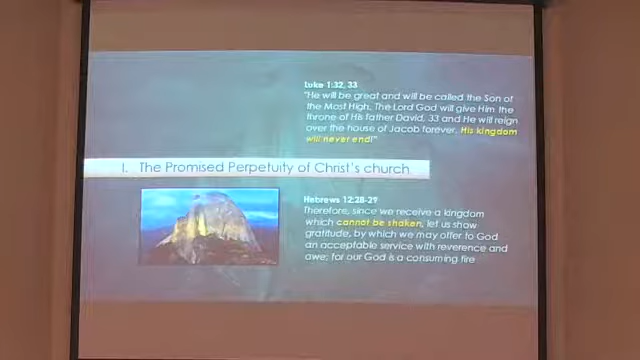 Luke 1:32, 33
"He will be great and will be called the Son of
the Most High. The Lord God will give Him the
throne of His Father David, 33 and He will reign
over the house of Jacob forever. His kingdom
will never end!"
I. The Promised Perpetuity of Christ's church
Hebrews 12:28-29
Therefore, since we receive a kingdom
which cannot be shaken, let us show
gratitude, by which we may offer to God
an acceptable service with reverence and
awe; for our God is a consuming fire